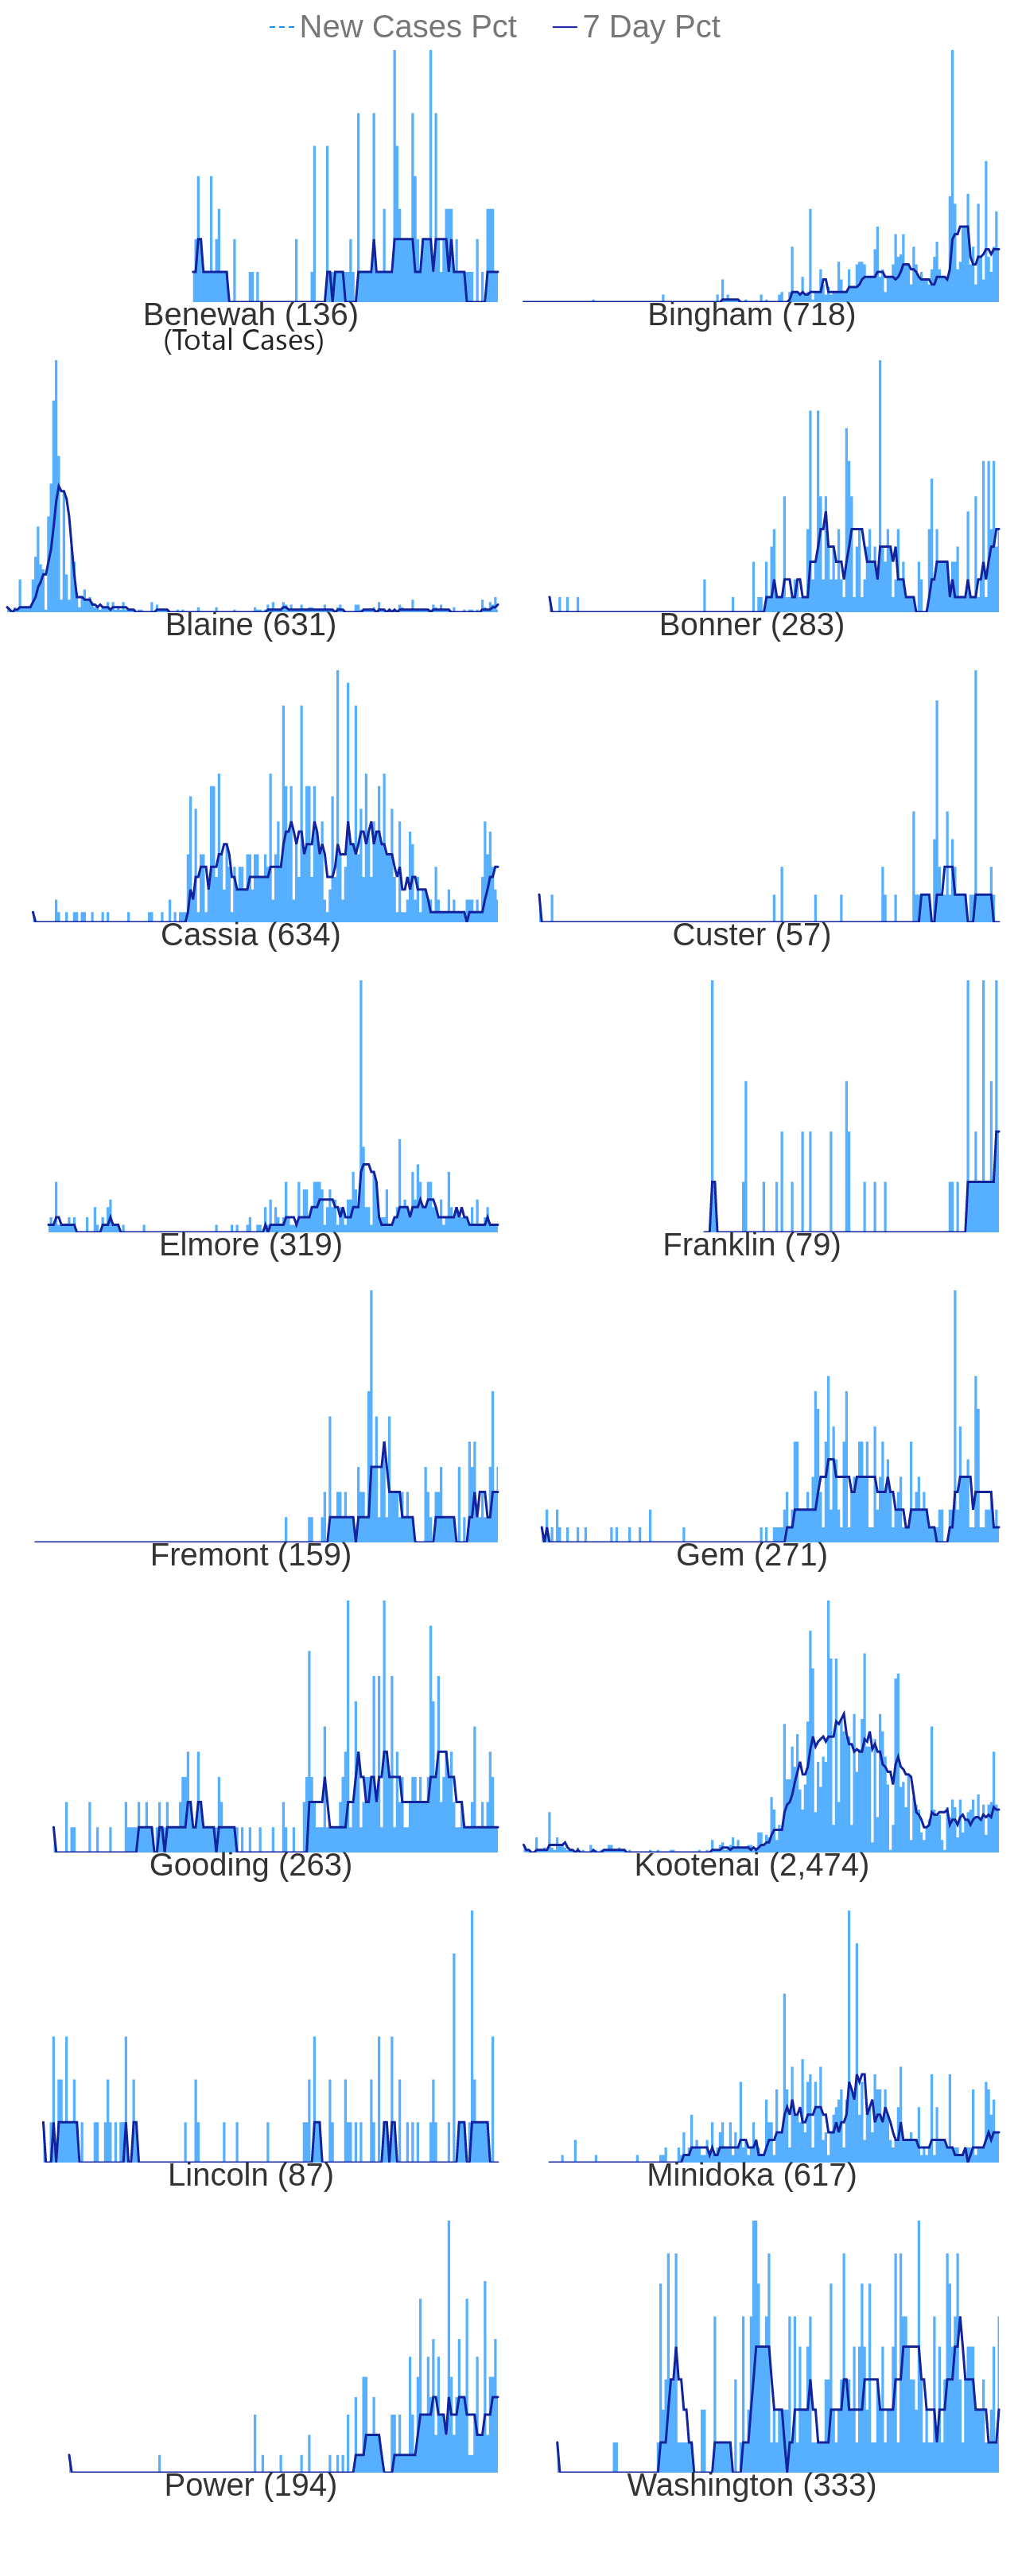 New Cases Pct 7 Day Pct
Benewah (136) Bingham (718)
(Total Cases)
Blaine (631) Bonner (283)
Cassia (634) Custer (57)
Elmore (319) Franklin (79)
Fremont (159) Gem (271)
Gooding (263) Kootenai (2,474)
Lincoln (87) Minidoka (617)
Power (194) Washington (333)